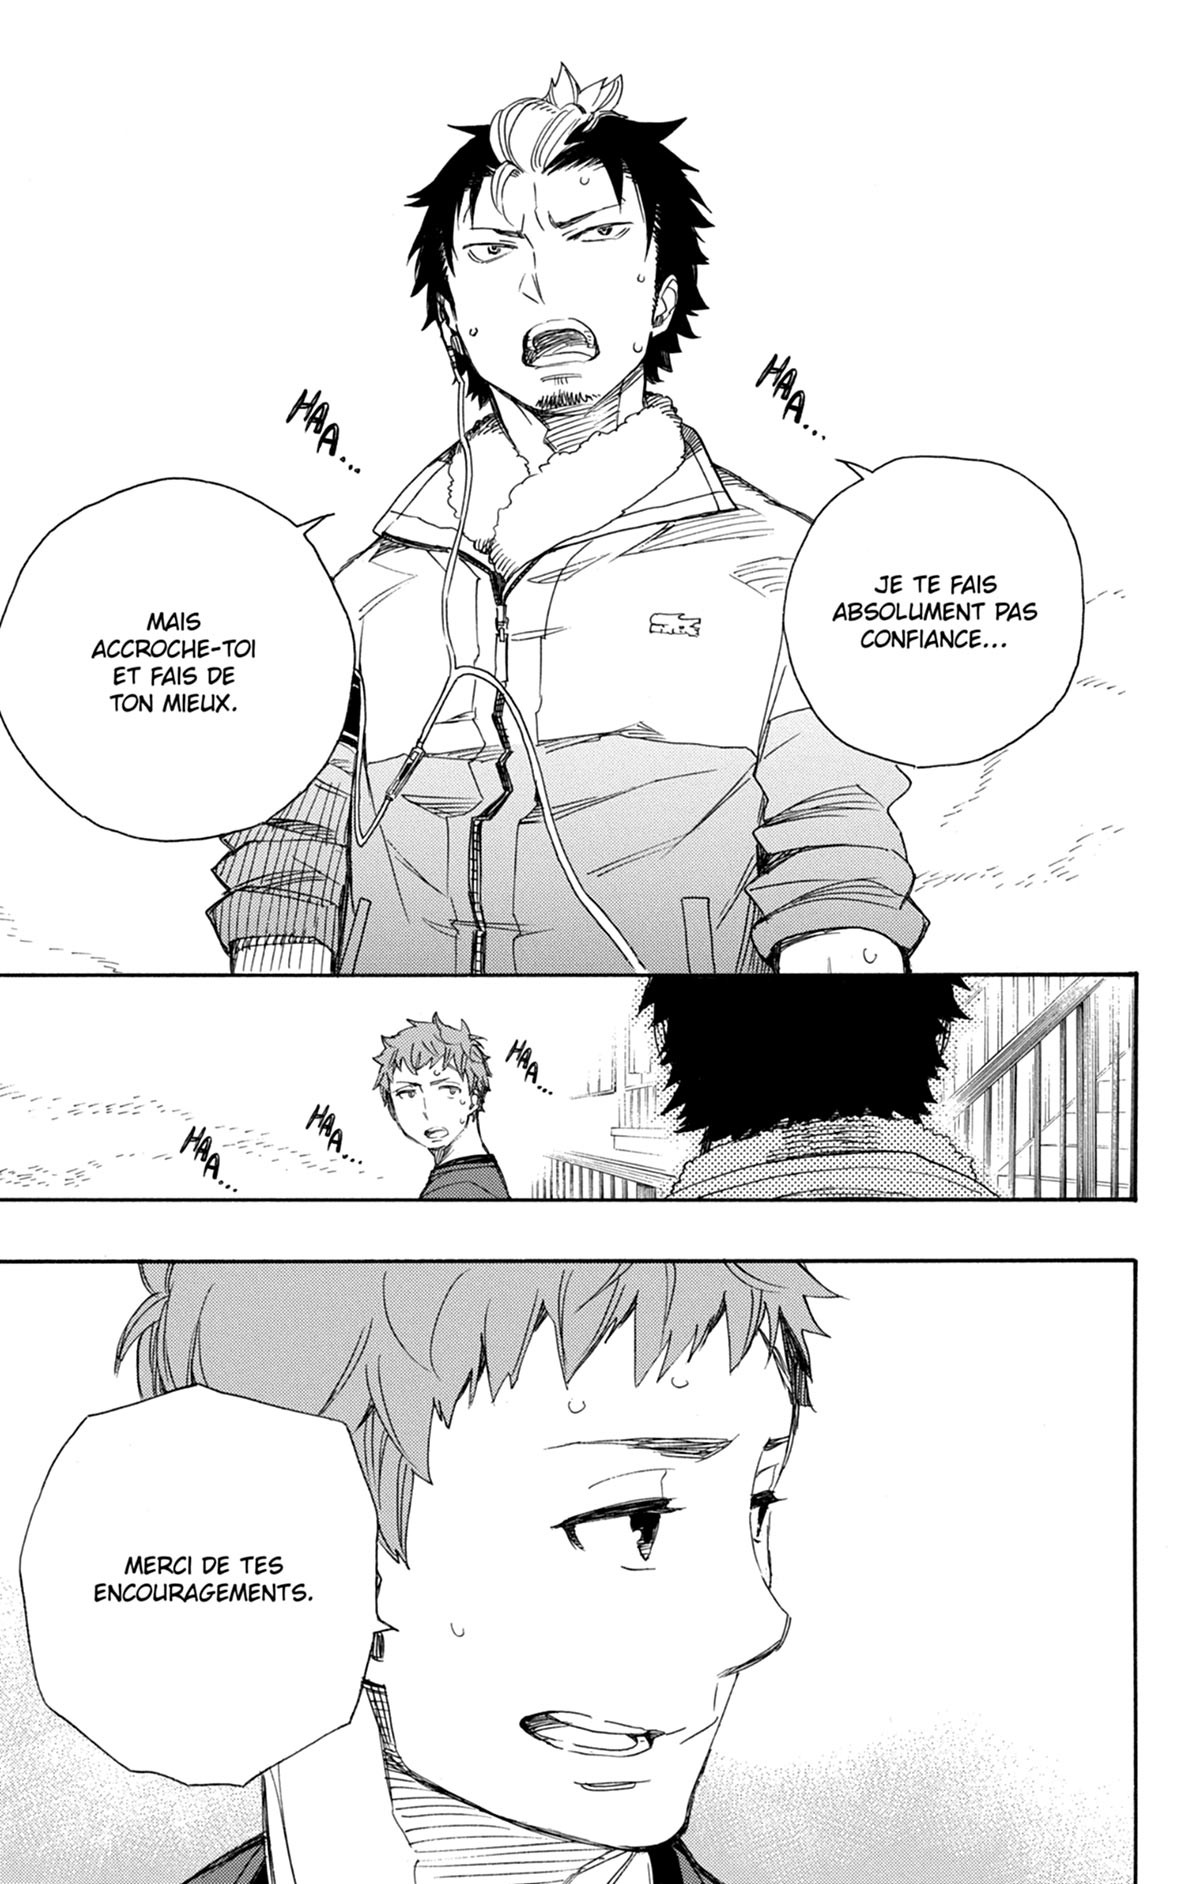 HAA...
HAA...
JE TE FAIS
ABSOLUMENT PAS
CONFIANCE...
MAIS
ACCROCHE-TOI
ET FAIS DE
TON MIEUX.
HAA...
HAA...
HAA...
MERCI DE TES
ENCOURAGEMENTS.